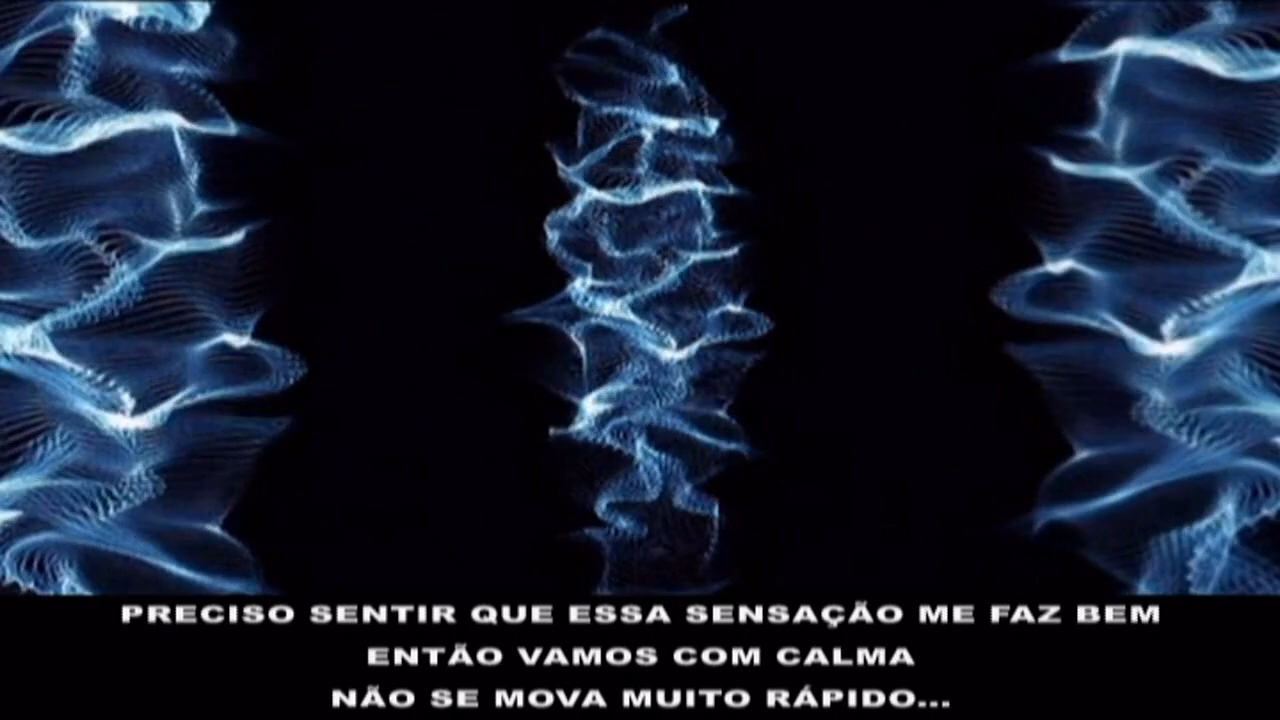 PRECISO SENTIR QUE ESSA SENSAÇÃO ME FAZ BEM
ENTÃO VAMOS COM CALMA
NÃO SE MOVA MUITO RÁPIDO...